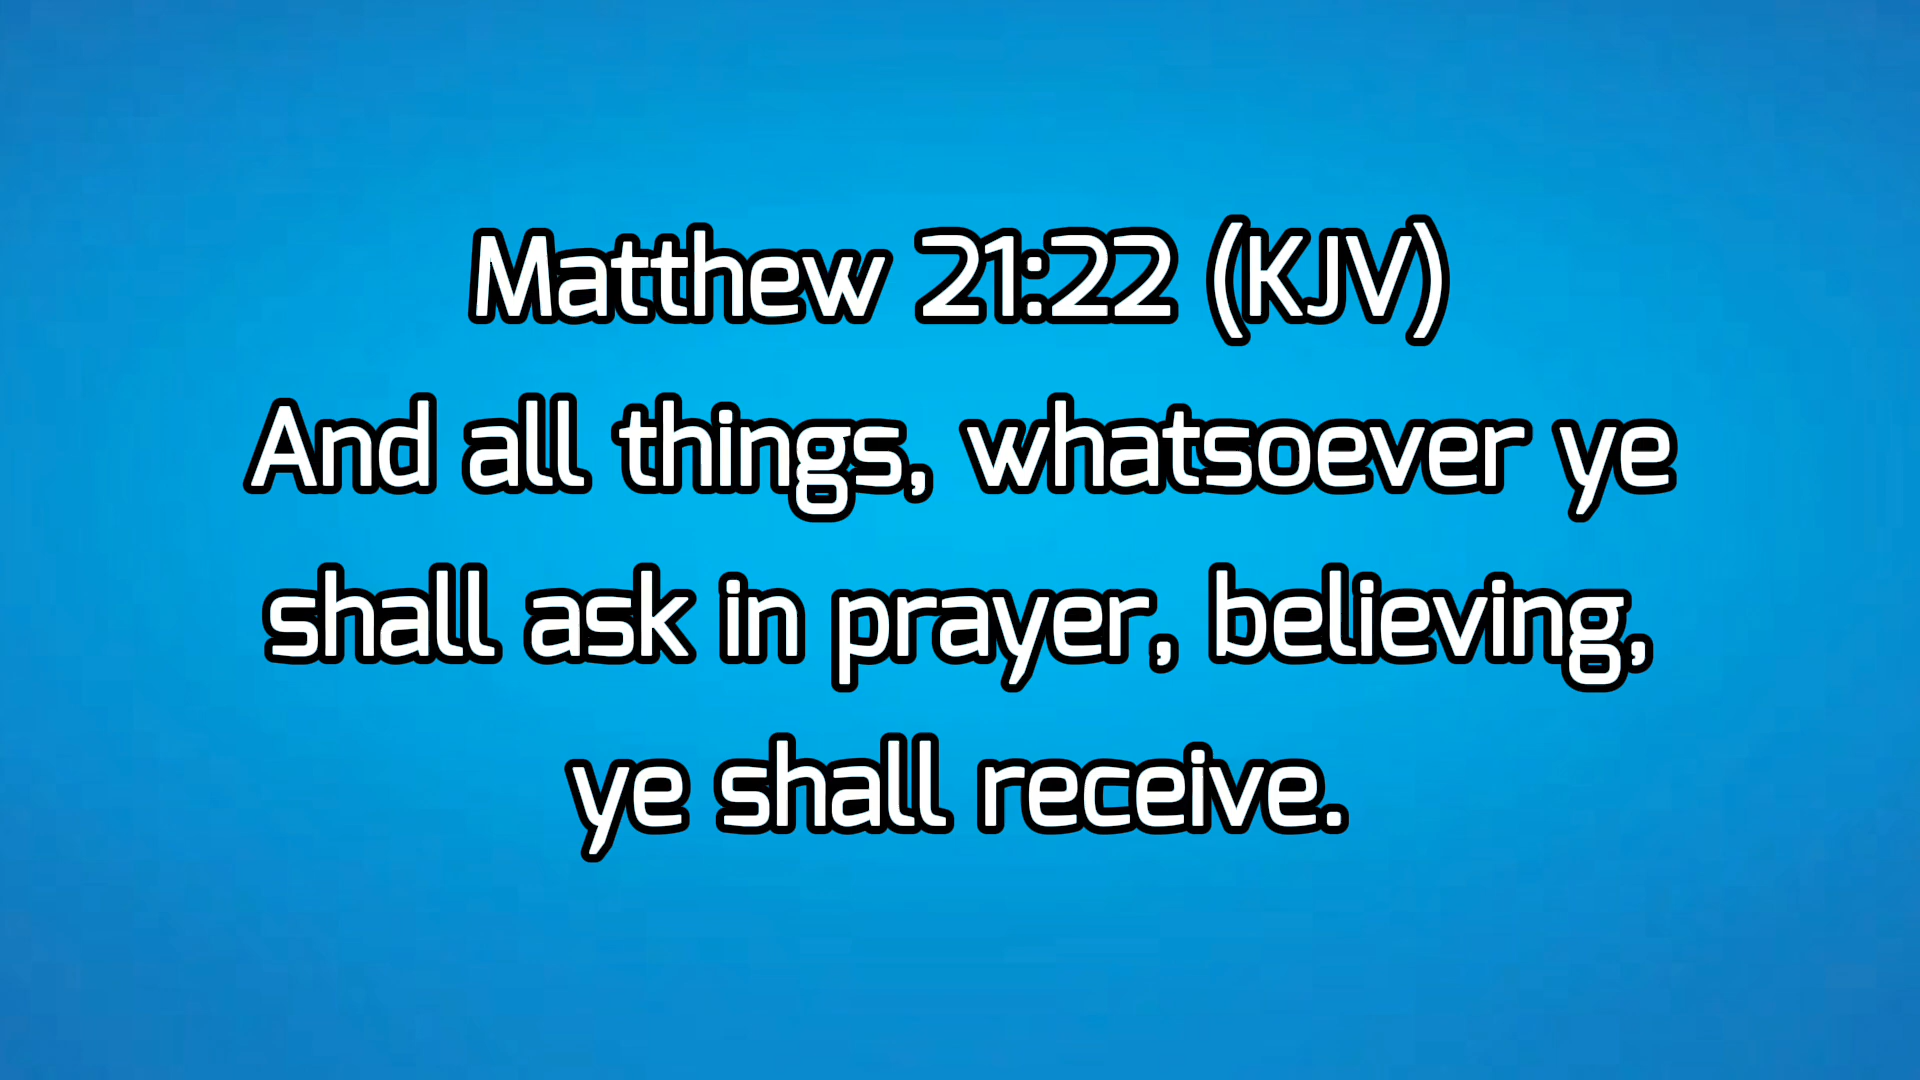 Matthew 21:22 (KJV)
And all things, whatsoever ye
shall ask in prayer, believing,
ye shall receive.